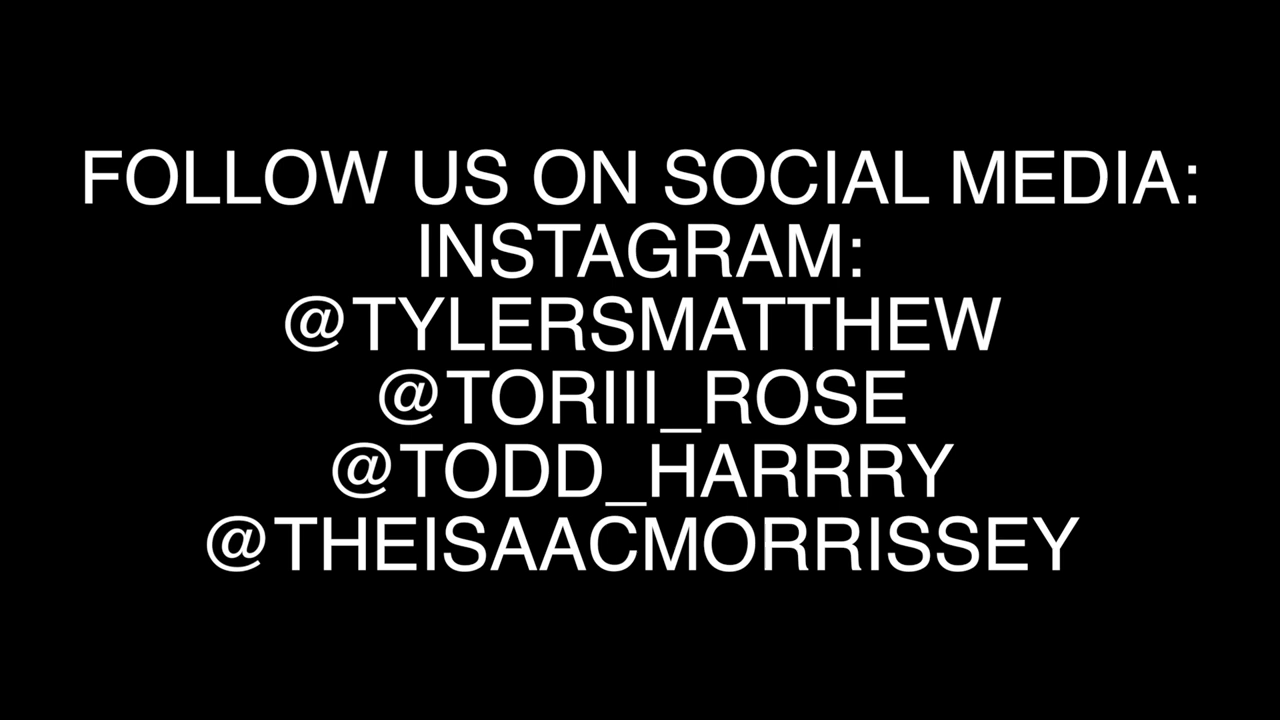 FOLLOW US ON SOCIAL MEDIA:
INSTAGRAM:
@TYLERSMATTHEW
@TORIII_ROSE
@TODD_HARRRY
@THEISAACMORRISSEY